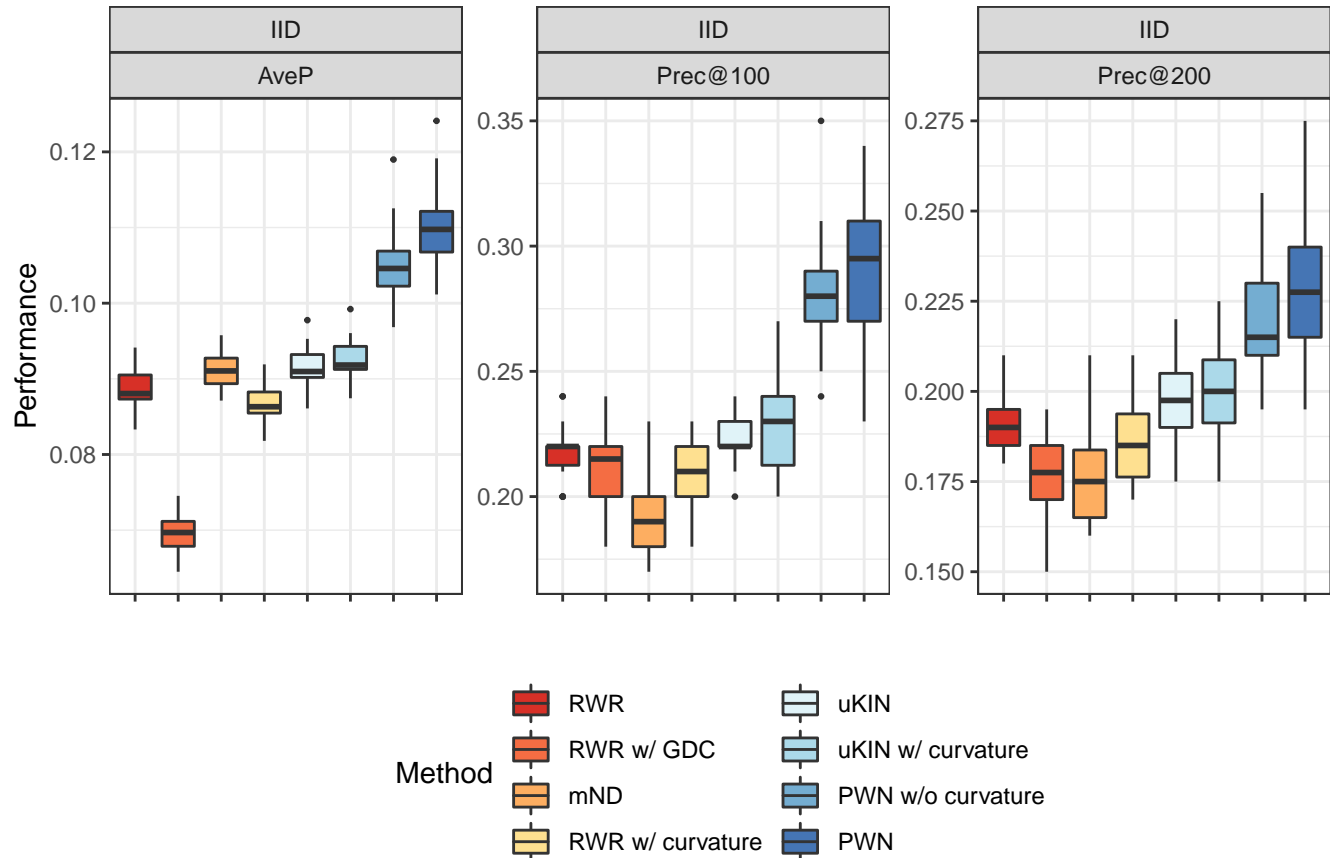 IID
IID
IID
AveP
Prec@100
Prec@200
Performance
0.12
0.10
0.08
0.35
0.30
0.25
0.20
0.275
0.250
0.225
0.200
0.175
0.150
Method
RWR
RWR w/ GDC
mND
RWR w/ curvature
uKIN
uKIN w/ curvature
PWN w/o curvature
PWN